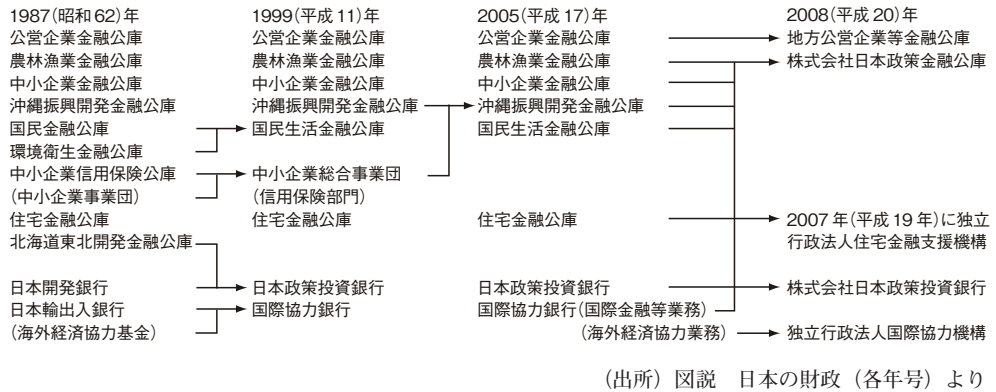 1987(昭和62)年
公営企業金融公庫
農林漁業金融公庫
中小企業金融公庫
沖縄振興開発金融公庫
国民金融公庫
環境衛生金融公庫
中小企業信用保険公庫
(中小企業事業団)
住宅金融公庫
北海道東北開発金融公庫
日本開発銀行
日本輸出入銀行
(海外経済協力基金)
1999(平成11)年
公営企業金融公庫
農林漁業金融公庫
中小企業金融公庫
沖縄振興開発金融公庫
国民生活金融公庫
中小企業総合事業団
(信用保険部門)
住宅金融公庫
日本政策投資銀行
国際協力銀行
2005(平成17)年
公営企業金融公庫
農林漁業金融公庫
中小企業金融公庫
沖縄振興開発金融公庫
国民生活金融公庫
住宅金融公庫
日本政策投資銀行
国際協力銀行(国際金融等業務)
(海外経済協力業務)
2008(平成20)年
地方公営企業等金融公庫
株式会社日本政策金融公庫
2007年(平成19年)に独立
行政法人住宅金融支援機構
株式会社日本政策投資銀行
独立行政法人国際協力機構
(出所)図説 日本の財政(各年号)より